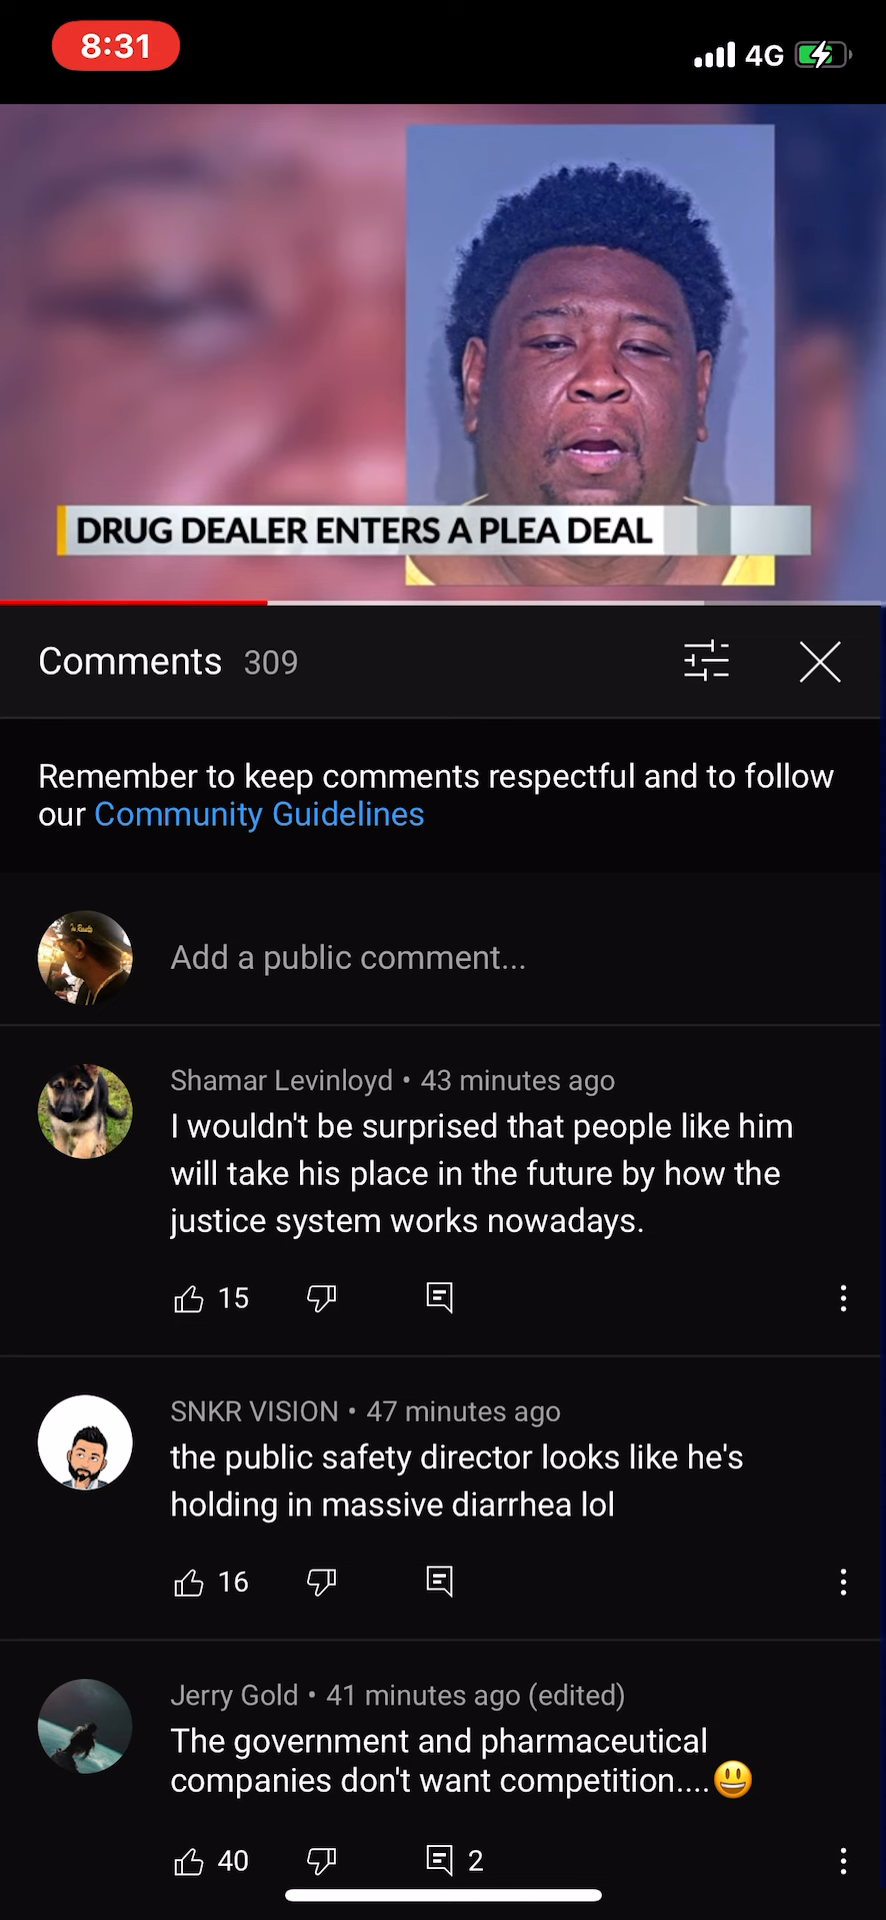 8:31
4G
DRUG DEALER ENTERS A PLEA DEAL
Comments 309
Remember to keep comments respectful and to follow
our Community Guidelines
Add a public comment...
Shamar Levinloyd • 43 minutes ago
I wouldn't be surprised that people like him
will take his place in the future by how the
justice system works nowadays.
15
SNKR VISION • 47 minutes ago
the public safety director looks like he's
holding in massive diarrhea lol
16
Jerry Gold • 41 minutes ago (edited)
The government and pharmaceutical
companies don't want competition....😃
40 2